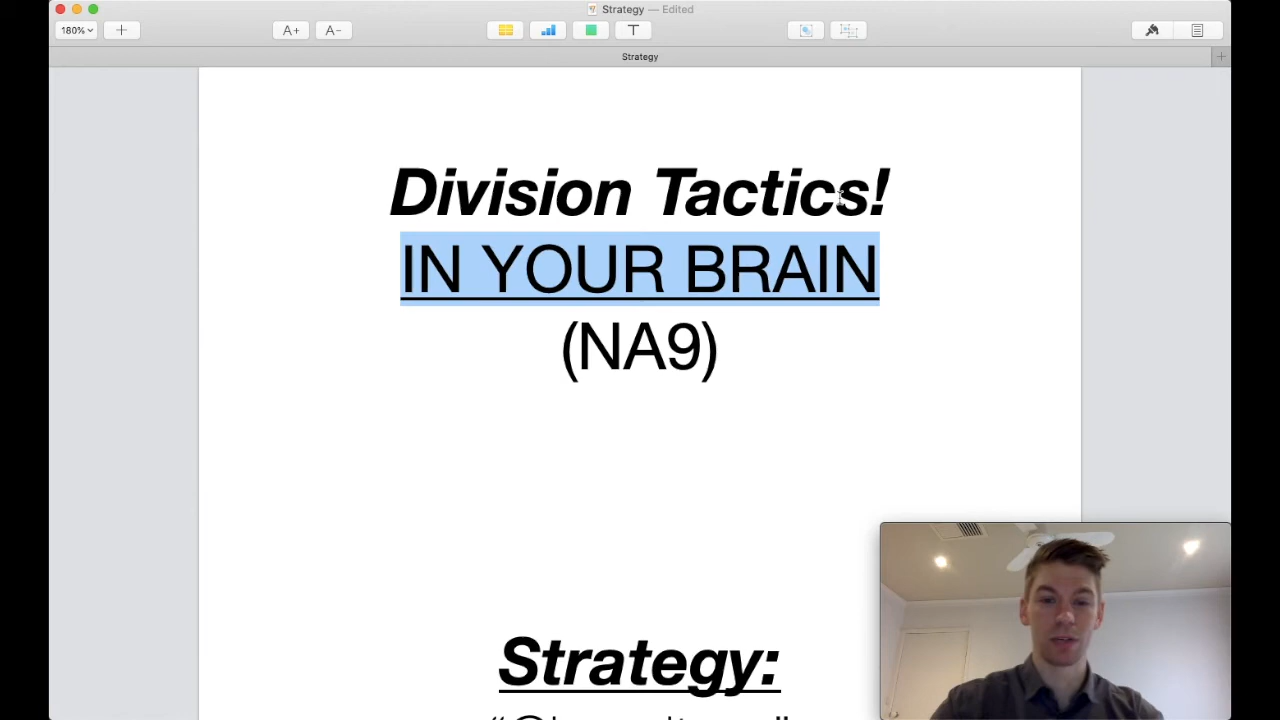 Strategy — Edited
180%
A+ A− T
Strategy
Division Tactics!
IN YOUR BRAIN
(NA9)
Strategy: